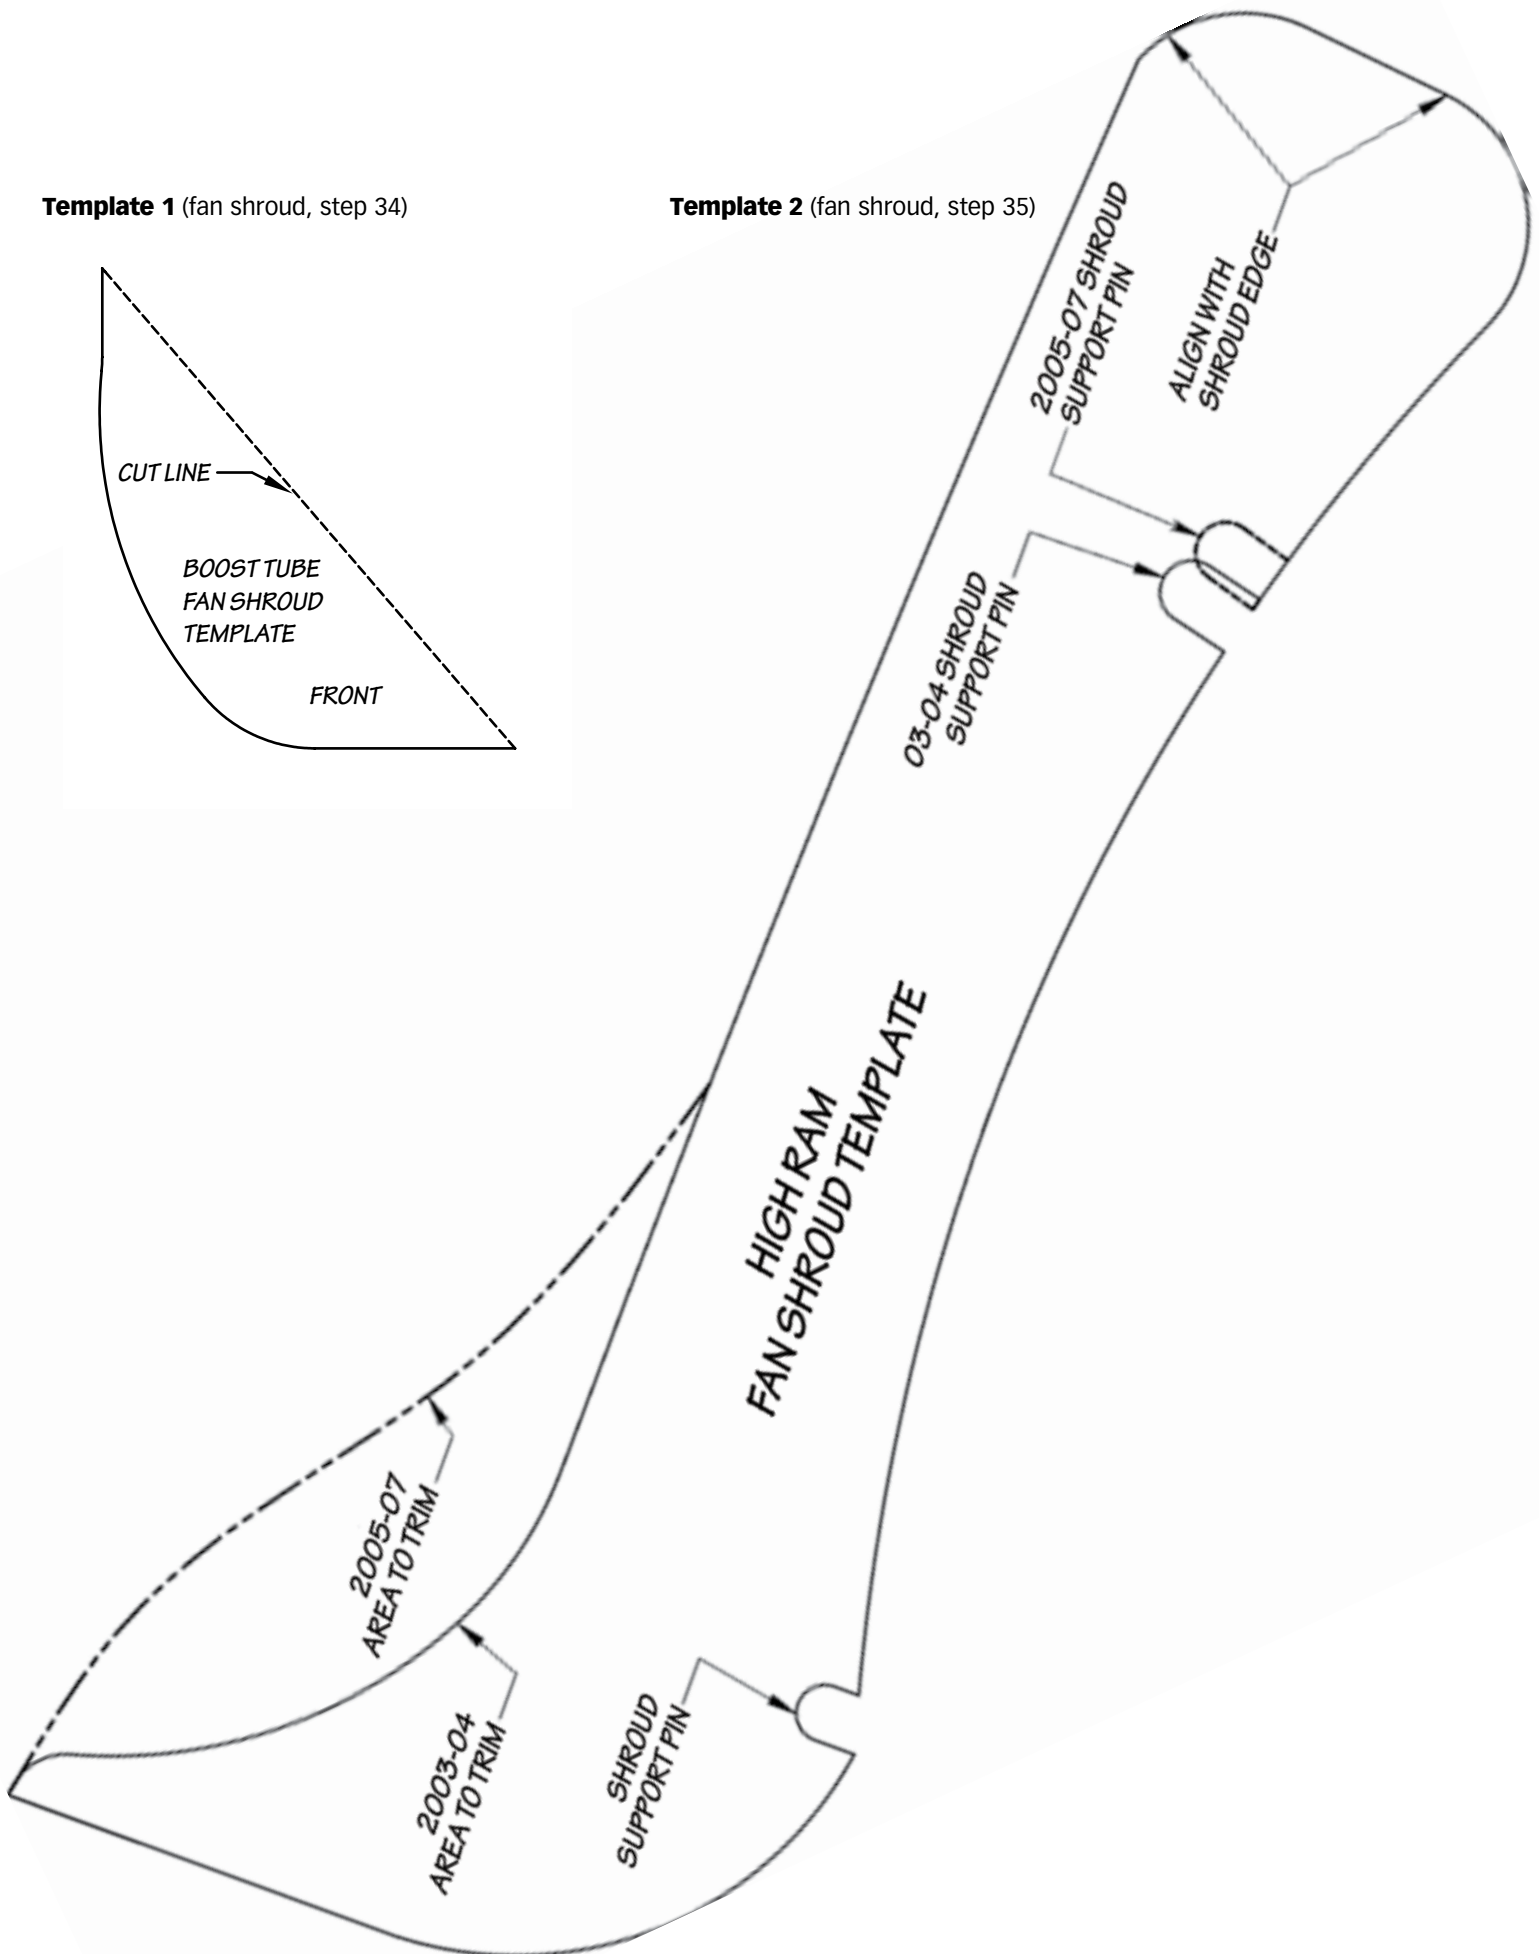 Template 1 (fan shroud, step 34)
CUT LINE
BOOST TUBE
FAN SHROUD
TEMPLATE
FRONT
Template 2 (fan shroud, step 35)
2005-07 SHROUD
SUPPORT PIN
ALIGN WITH
SHROUD EDGE
03-04 SHROUD
SUPPORT PIN
HIGH RAM
FAN SHROUD TEMPLATE
2005-07
AREA TO TRIM
2003-04
AREA TO TRIM
SHROUD
SUPPORT PIN